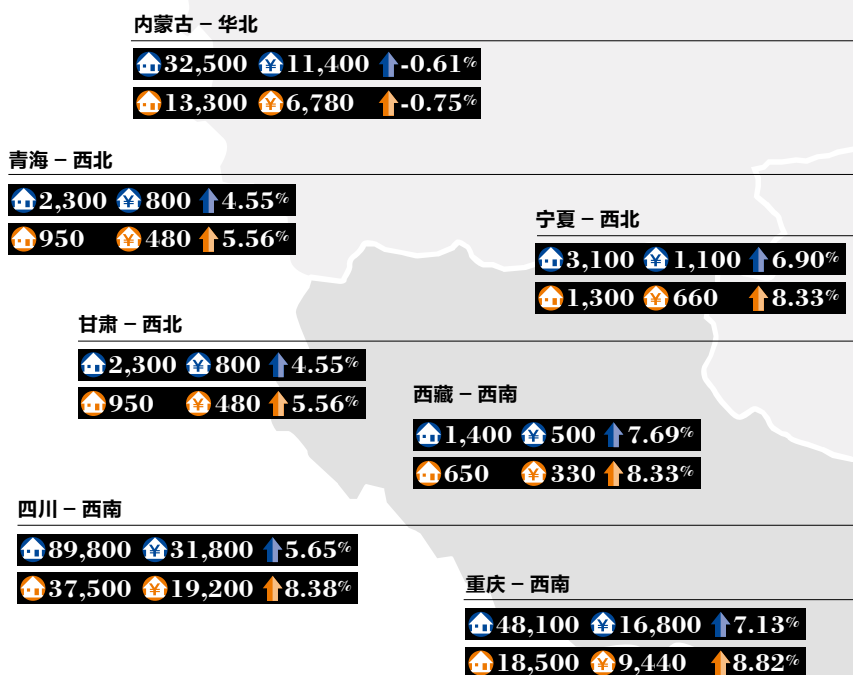 内蒙古 – 华北
32,500 ¥ 11,400 -0.61%
13,300 ¥ 6,780 -0.75%
青海 – 西北
2,300 ¥ 800 4.55%
950 ¥ 480 5.56%
宁夏 – 西北
3,100 ¥ 1,100 6.90%
1,300 ¥ 660 8.33%
甘肃 – 西北
2,300 ¥ 800 4.55%
950 ¥ 480 5.56%
西藏 – 西南
1,400 ¥ 500 7.69%
650 ¥ 330 8.33%
四川 – 西南
89,800 ¥ 31,800 5.65%
37,500 ¥ 19,200 8.38%
重庆 – 西南
48,100 ¥ 16,800 7.13%
18,500 ¥ 9,440 8.82%